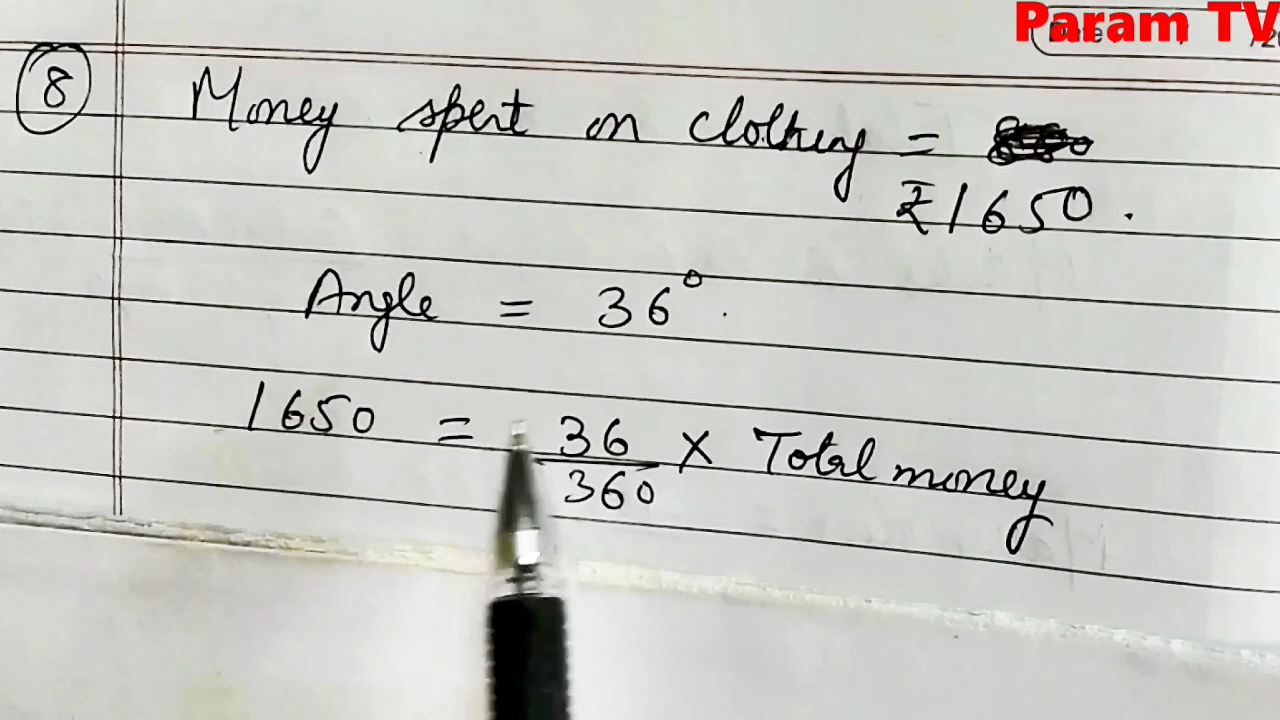 Param TV
8 Money spent on clothing =
₹1650.
Angle = 36°.
1650 = 36/360 × Total money